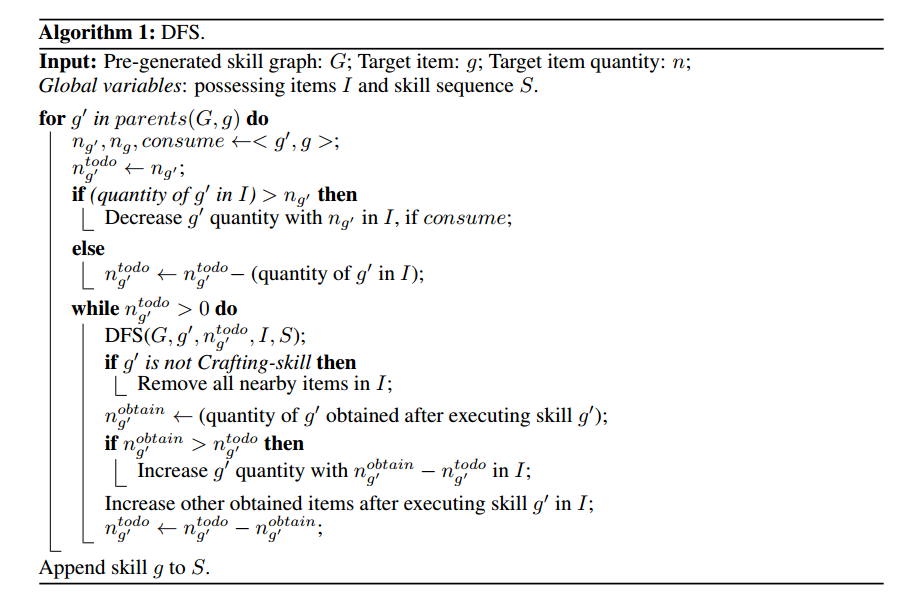 Algorithm 1: DFS.
Input: Pre-generated skill graph: G; Target item: g; Target item quantity: n;
Global variables: possessing items I and skill sequence S.
for g′ in parents(G, g) do
n_{g′}, n_g, consume ←< g′, g >;
n_{g′}^{todo} ← n_{g′};
if (quantity of g′ in I) > n_{g′} then
Decrease g′ quantity with n_{g′} in I, if consume;
else
n_{g′}^{todo} ← n_{g′}^{todo} − (quantity of g′ in I);
while n_{g′}^{todo} > 0 do
DFS(G, g′, n_{g′}^{todo}, I, S);
if g′ is not Crafting-skill then
Remove all nearby items in I;
n_{g′}^{obtain} ← (quantity of g′ obtained after executing skill g′);
if n_{g′}^{obtain} > n_{g′}^{todo} then
Increase g′ quantity with n_{g′}^{obtain} − n_{g′}^{todo} in I;
Increase other obtained items after executing skill g′ in I;
n_{g′}^{todo} ← n_{g′}^{todo} − n_{g′}^{obtain};
Append skill g to S.